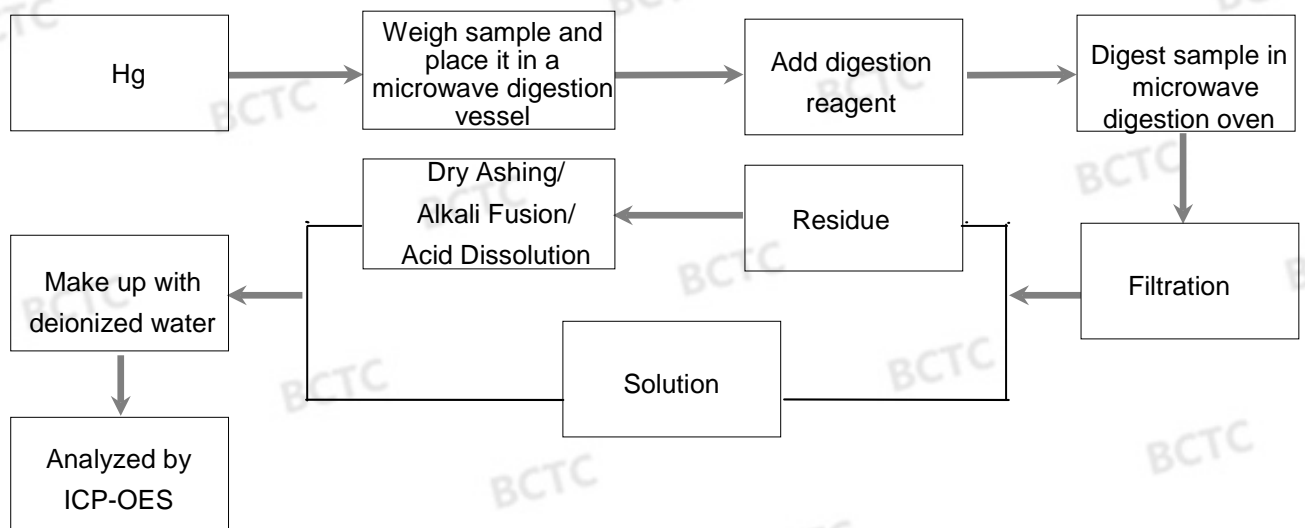 Hg
Weigh sample and
place it in a
microwave digestion
vessel
Add digestion
reagent
Digest sample in
microwave
digestion oven
Filtration
Residue
Dry Ashing/
Alkali Fusion/
Acid Dissolution
Solution
Make up with
deionized water
Analyzed by
ICP-OES
BCTC
BCTC
BCTC
BCTC
BCTC
BCTC
BCTC
BCTC
BCTC
BCTC
BCTC